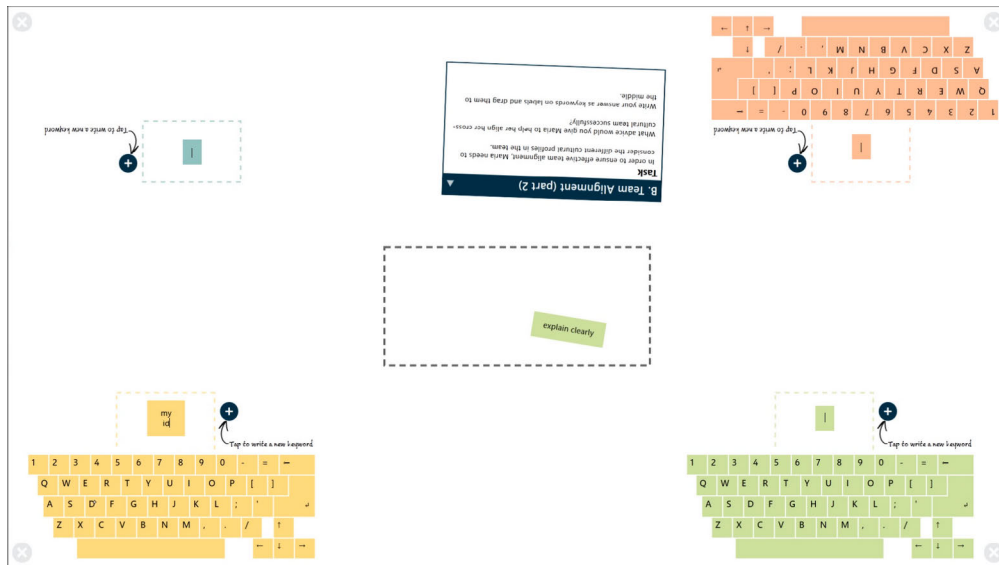 B. Team Alignment (part 2)
Task
In order to ensure effective team alignment, Maria needs to
consider the different cultural profiles in the team.
What advice would you give Maria to help her align her cross-
cultural team successfully?
Write your answer as keywords on labels and drag them to
the middle.
Tap to write a new keyword
Tap to write a new keyword
1 2 3 4 5 6 7 8 9 0 - =
Q W E R T Y U I O P [ ]
A S D F G H J K L ; '
Z X C V B N M , . /
explain clearly
my
id
Tap to write a new keyword
1 2 3 4 5 6 7 8 9 0 - =
Q W E R T Y U I O P [ ]
A S D F G H J K L ; '
Z X C V B N M , . /
Tap to write a new keyword
1 2 3 4 5 6 7 8 9 0 - =
Q W E R T Y U I O P [ ]
A S D F G H J K L ; '
Z X C V B N M , . /